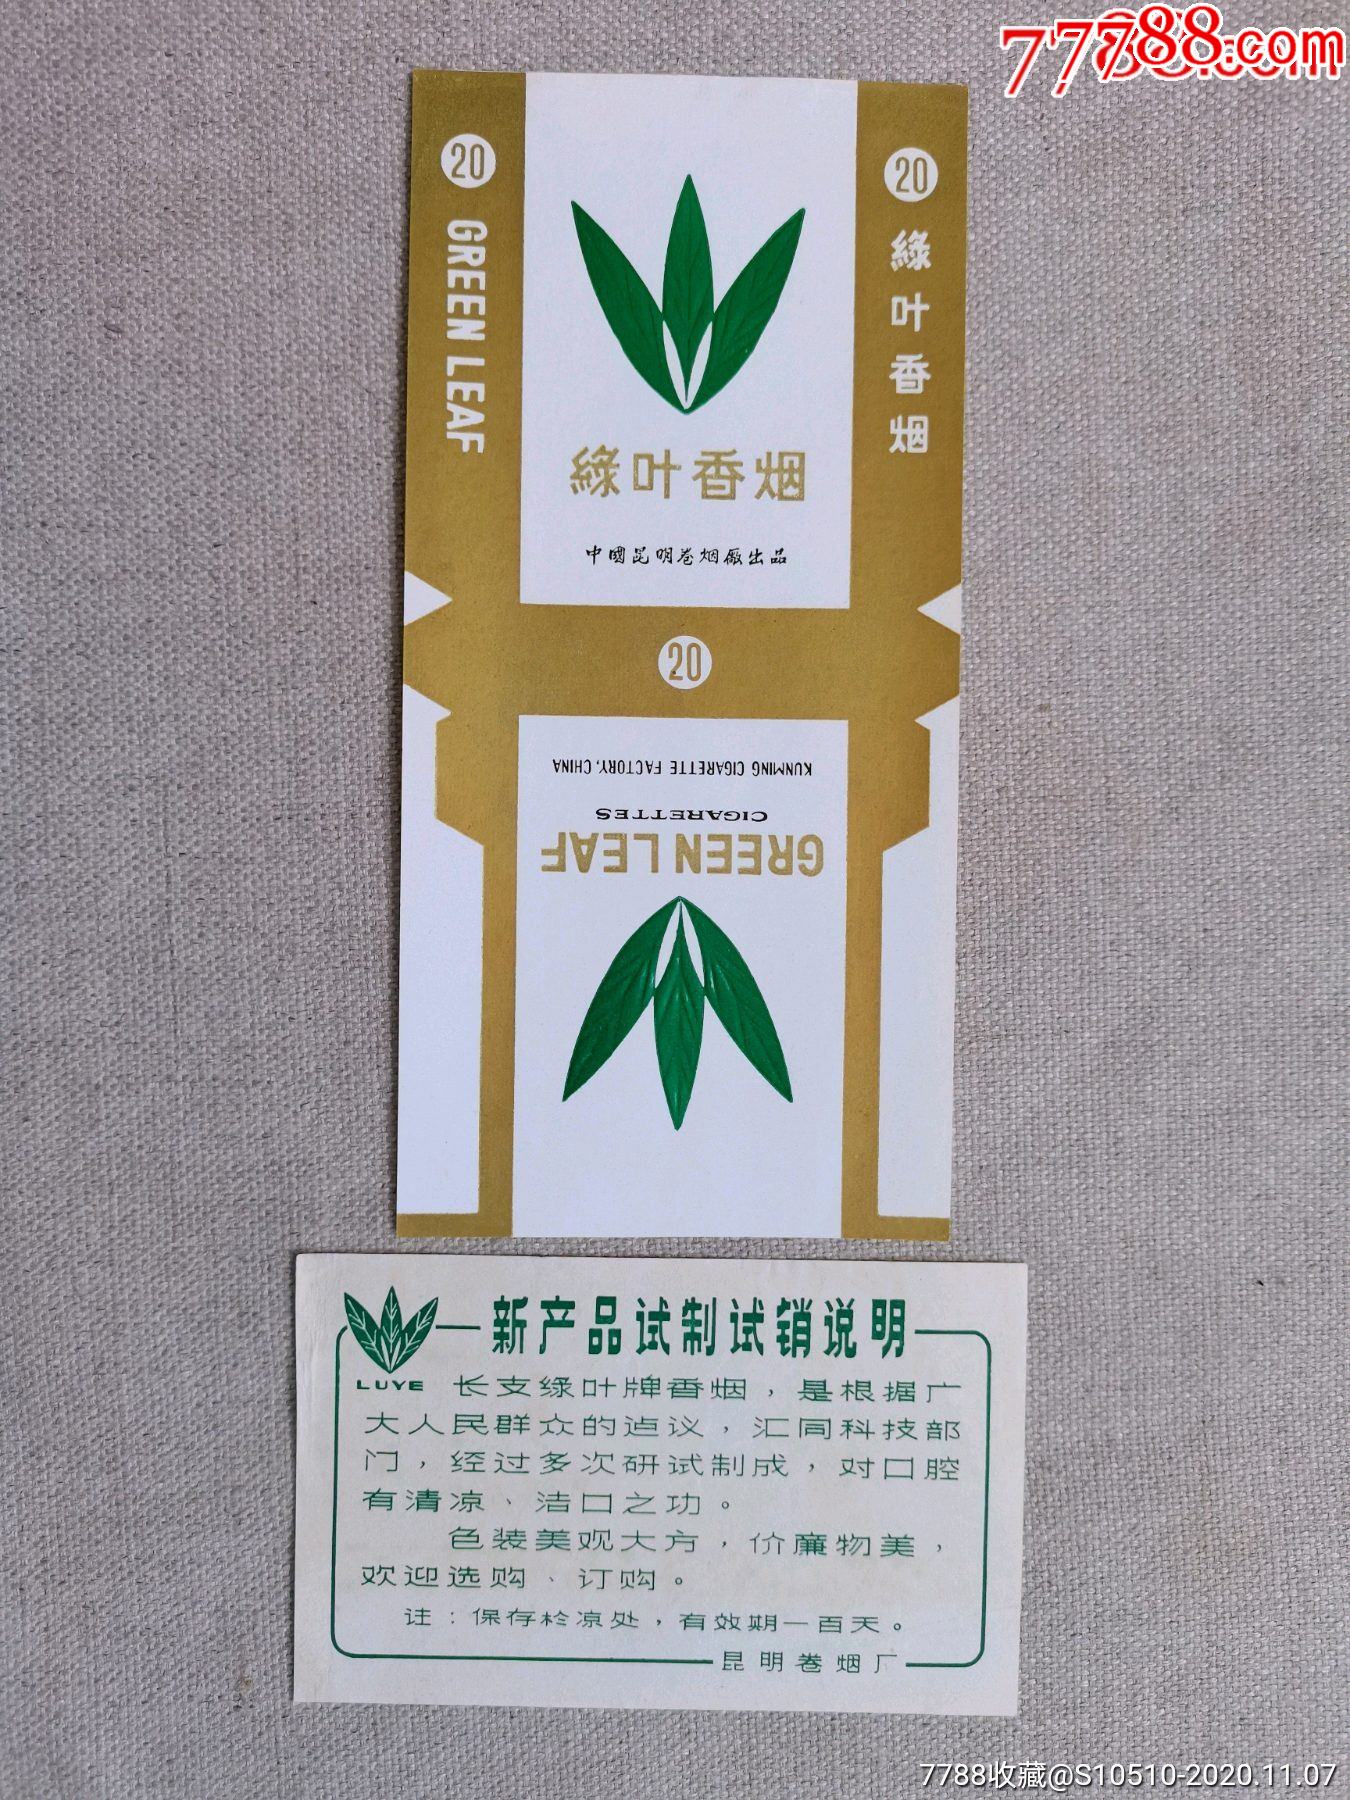 77788.com
20
GREEN LEAF
綠叶香烟
中國昆明卷烟廠出品
20
綠叶香烟
20
KUNMING CIGARETTE FACTORY, CHINA
CIGARETTES
GREEN LEAF
新产品试制试销说明
LUYE
长支绿叶牌香烟，是根据广
大人民群众的迠议，汇同科技部
门，经过多次研试制成，对口腔
有清凉、洁口之功。
色装美观大方，价廉物美，
欢迎选购、订购。
注：保存於凉处，有效期一百天。
昆明卷烟厂
7788收藏@S10510-2020.11.07